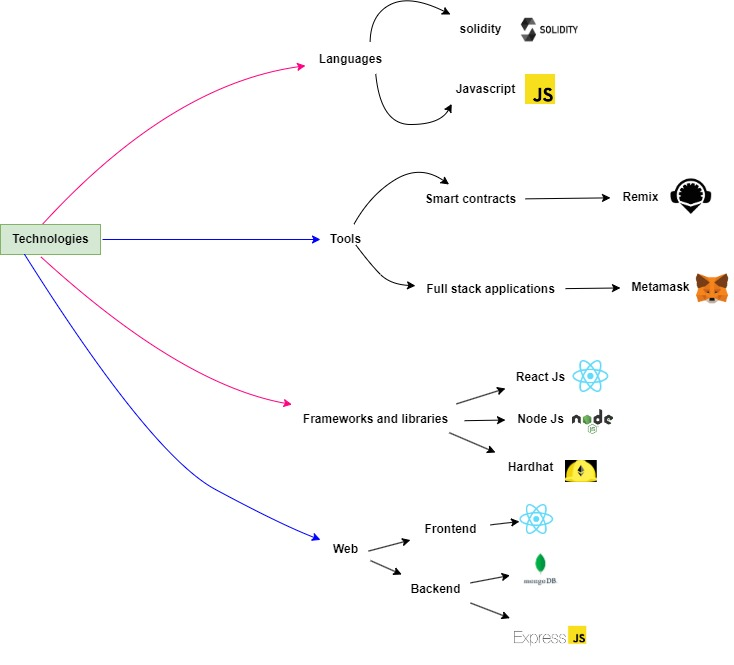 Technologies
Languages
solidity
SOLIDITY
Javascript
JS
Tools
Smart contracts
Remix
Full stack applications
Metamask
Frameworks and libraries
React Js
Node Js
node
JS
Hardhat
Web
Frontend
Backend
mongoDB.
Express JS